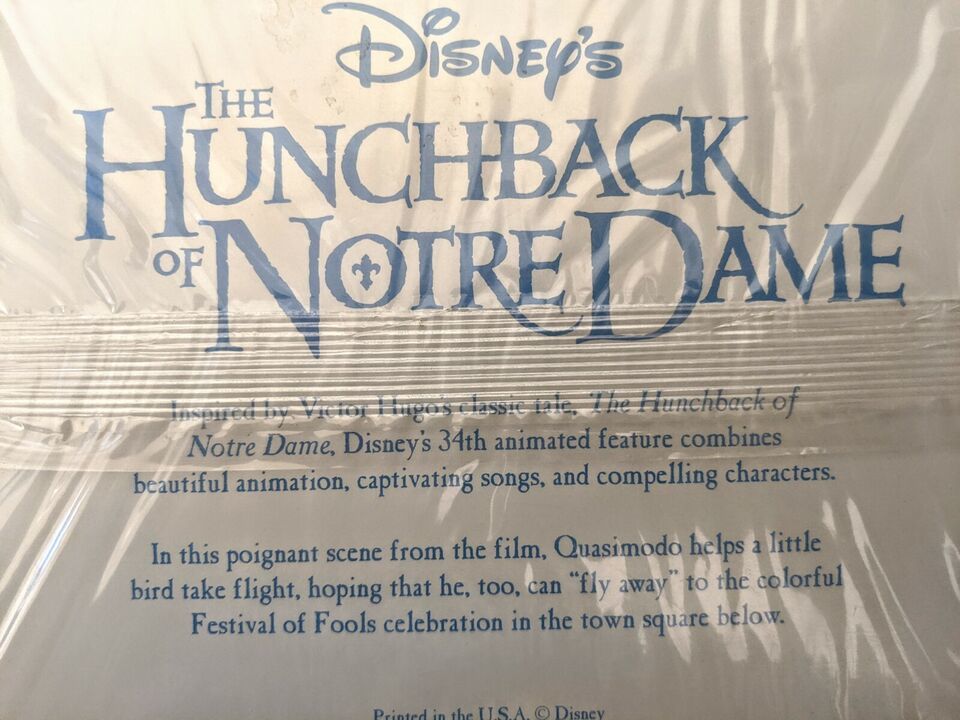 Disney's
THE
HUNCHBACK
OF NOTRE DAME
Inspired by Victor Hugo's classic tale, The Hunchback of
Notre Dame, Disney's 34th animated feature combines
beautiful animation, captivating songs, and compelling characters.
In this poignant scene from the film, Quasimodo helps a little
bird take flight, hoping that he, too, can "fly away" to the colorful
Festival of Fools celebration in the town square below.
Printed in the U.S.A. © Disney